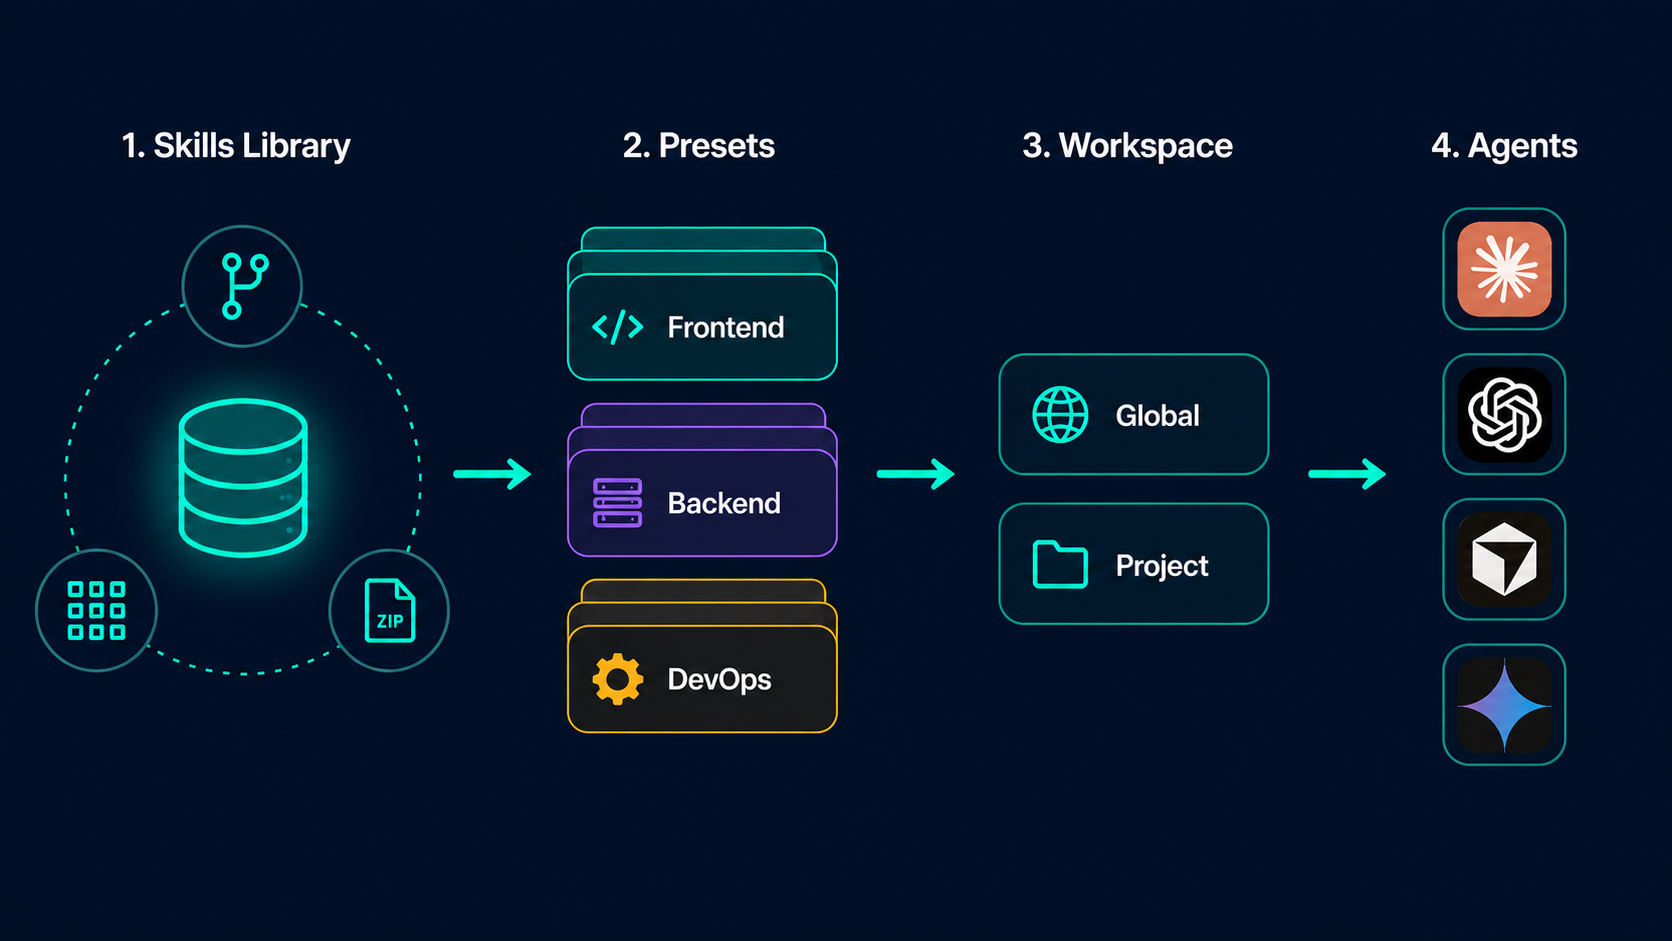 1. Skills Library
2. Presets
3. Workspace
4. Agents
Frontend
Backend
DevOps
Global
Project
ZIP